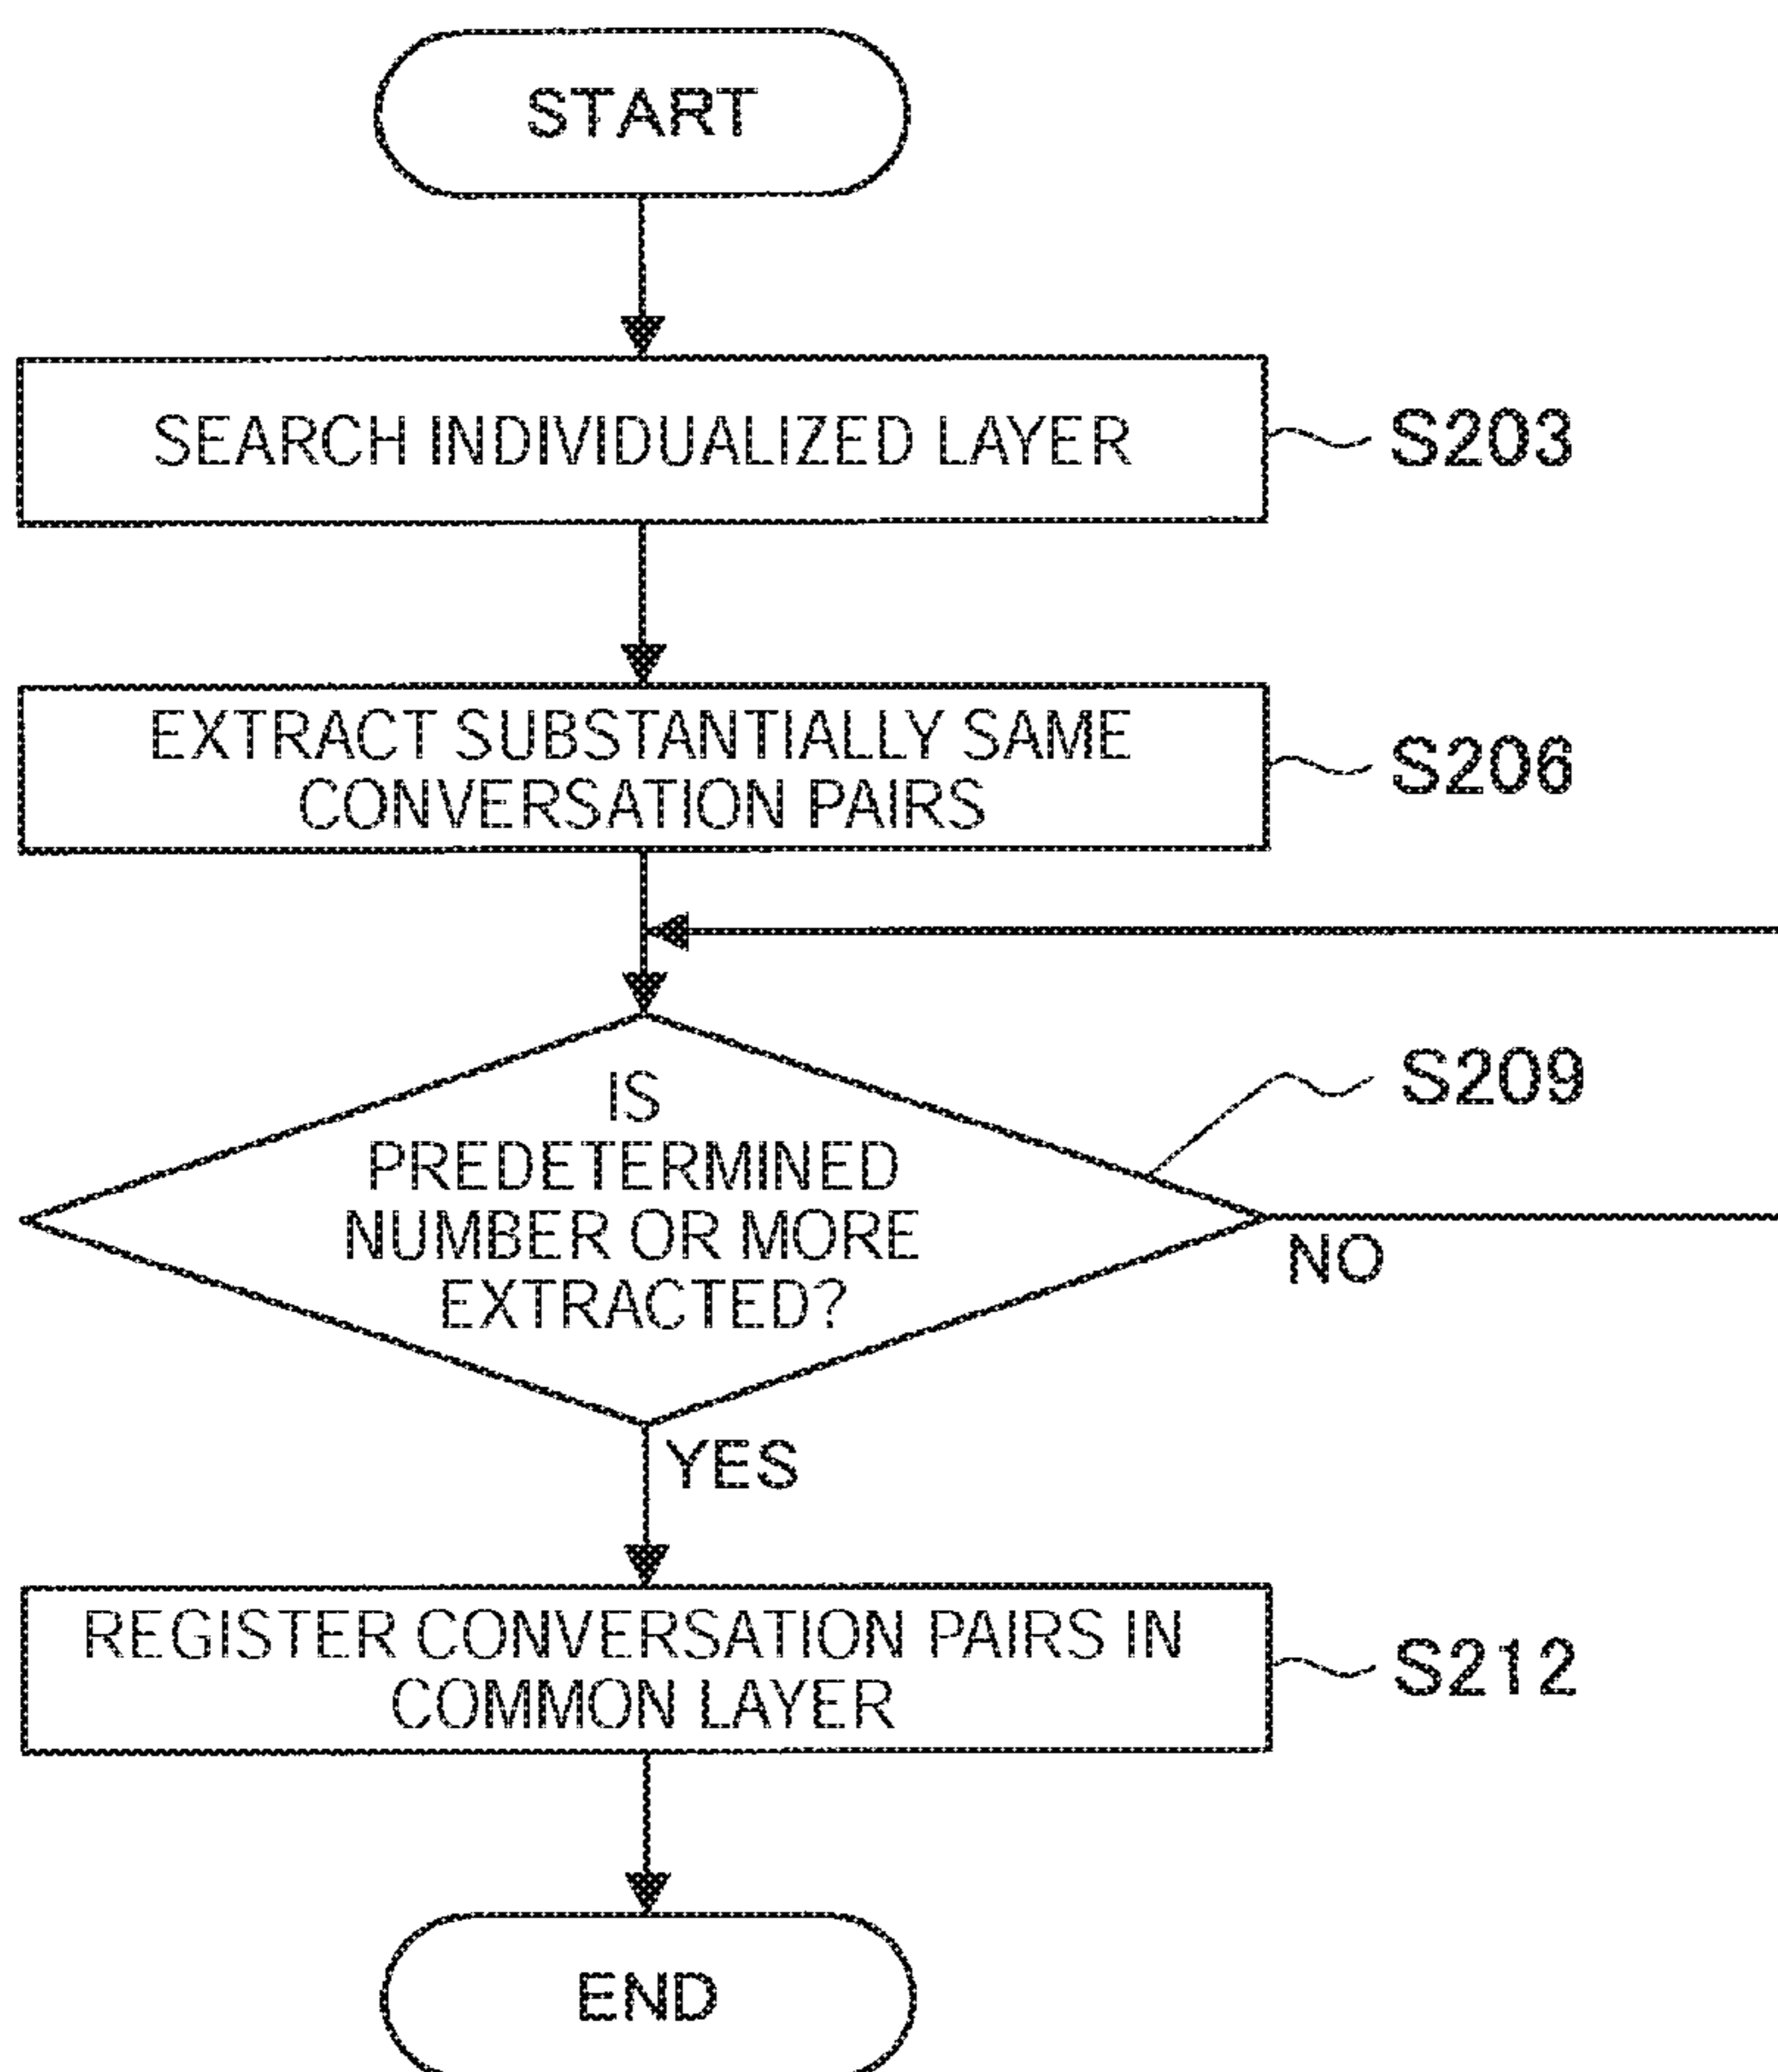 START
SEARCH INDIVIDUALIZED LAYER
S203
EXTRACT SUBSTANTIALLY SAME
CONVERSATION PAIRS
S206
IS
PREDETERMINED
NUMBER OR MORE
EXTRACTED?
S209
NO
YES
REGISTER CONVERSATION PAIRS IN
COMMON LAYER
S212
END